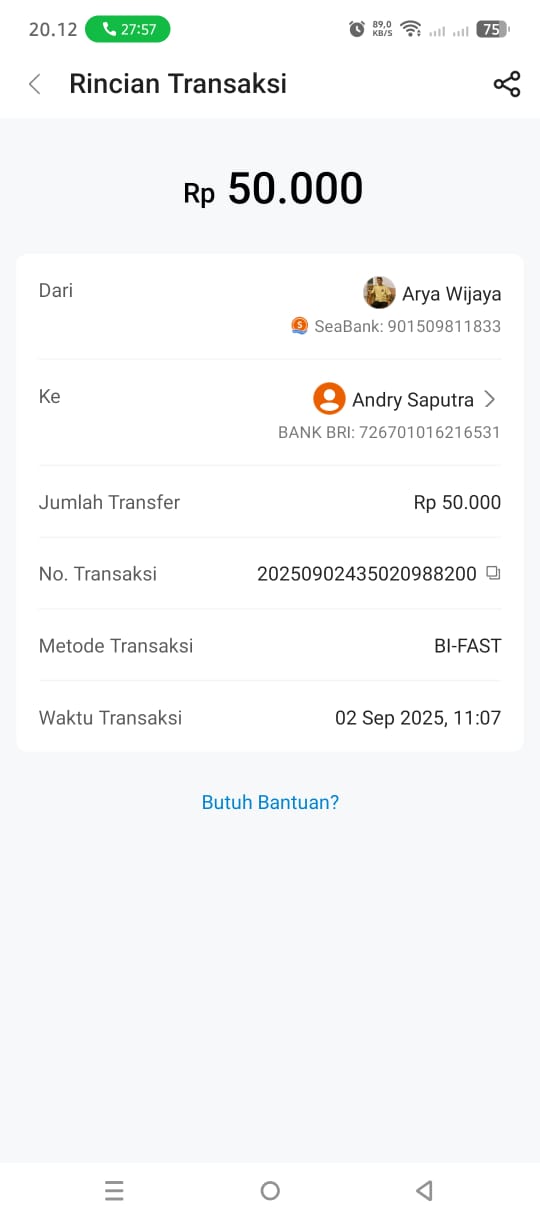 20.12 27:57 89,0 KB/S 75
Rincian Transaksi
Rp 50.000
Dari Arya Wijaya
SeaBank: 901509811833
Ke Andry Saputra
BANK BRI: 726701016216531
Jumlah Transfer Rp 50.000
No. Transaksi 20250902435020988200
Metode Transaksi BI-FAST
Waktu Transaksi 02 Sep 2025, 11:07
Butuh Bantuan?